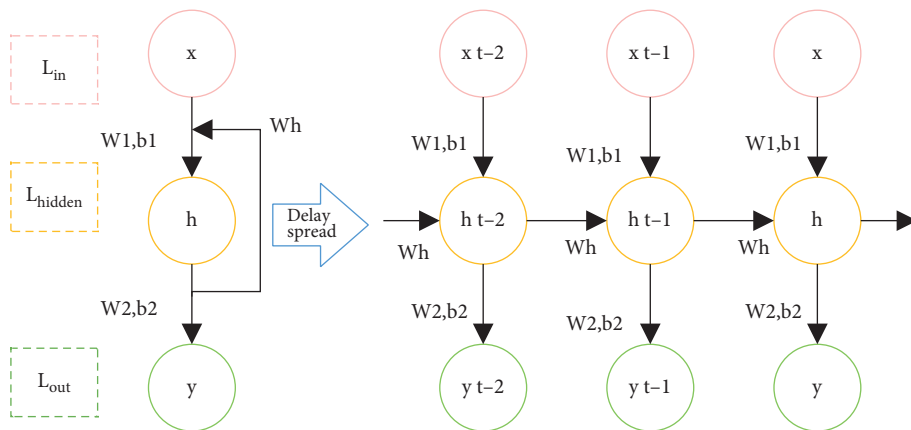 L_in
x
x t–2
x t–1
x
W1,b1
Wh
W1,b1
W1,b1
W1,b1
L_hidden
h
Delay
spread
Wh
h t–2
Wh
h t–1
Wh
h
W2,b2
W2,b2
W2,b2
W2,b2
L_out
y
y t–2
y t–1
y